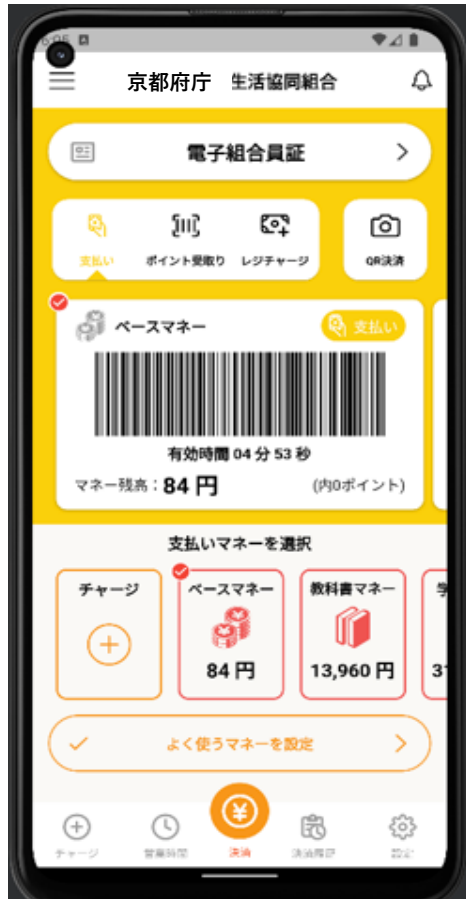 6:05
京都府庁 生活協同組合
電子組合員証
支払い ポイント受取り レジチャージ QR決済
ベースマネー 支払い
有効時間 04 分 53 秒
マネー残高：84 円 (内0ポイント)
支払いマネーを選択
チャージ ベースマネー 教科書マネー 学
84 円 13,960 円 31
よく使うマネーを設定
チャージ 営業時間 決済 決済履歴 設定